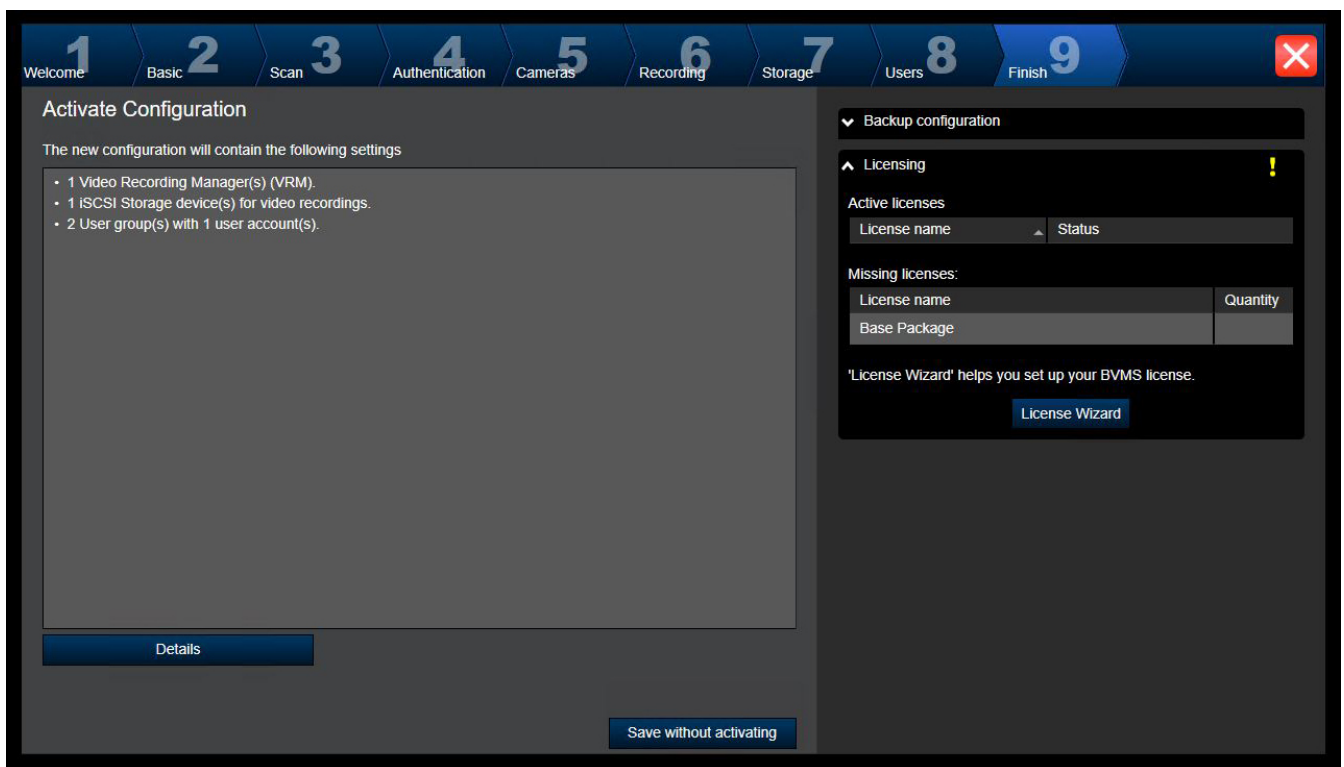 1 2 3 4 5 6 7 8 9
Welcome Basic Scan Authentication Cameras Recording Storage Users Finish
Activate Configuration
The new configuration will contain the following settings
• 1 Video Recording Manager(s) (VRM).
• 1 iSCSI Storage device(s) for video recordings.
• 2 User group(s) with 1 user account(s).
Details
Save without activating
Backup configuration
Licensing !
Active licenses
License name Status
Missing licenses:
License name Quantity
Base Package
'License Wizard' helps you set up your BVMS license.
License Wizard